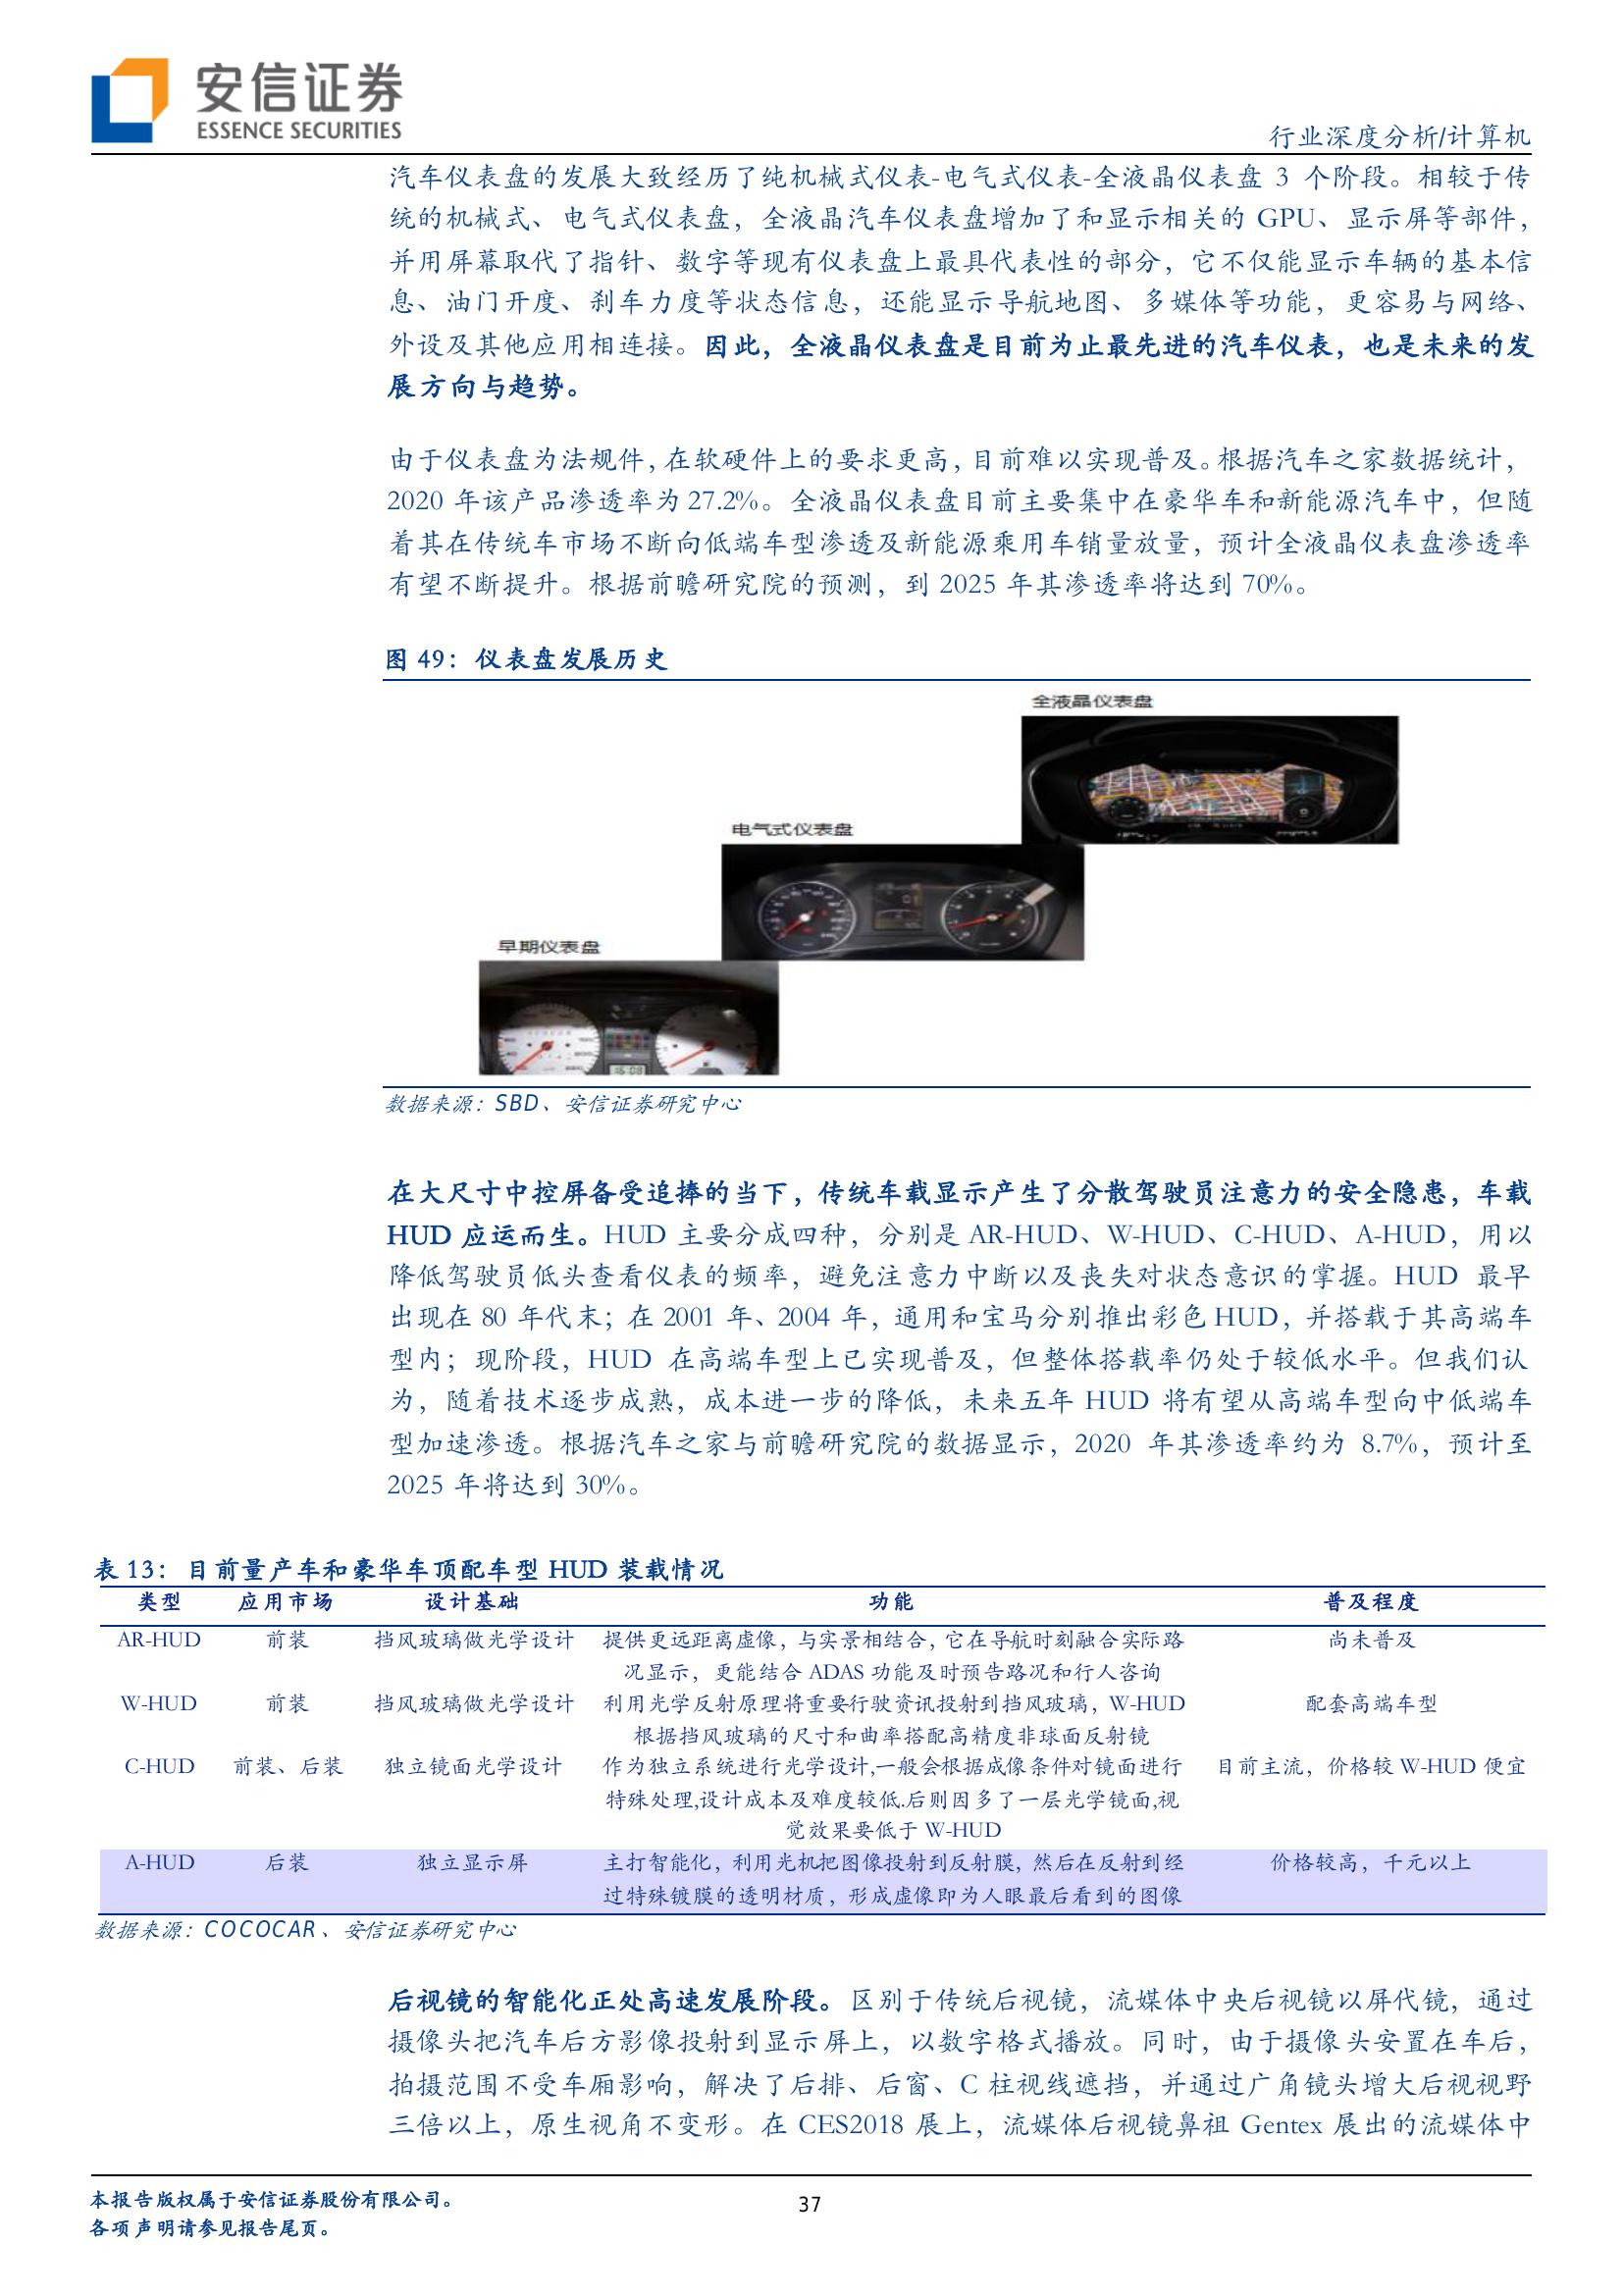 安信证券
ESSENCE SECURITIES
行业深度分析/计算机
汽车仪表盘的发展大致经历了纯机械式仪表-电气式仪表-全液晶仪表盘 3 个阶段。相较于传
统的机械式、电气式仪表盘，全液晶汽车仪表盘增加了和显示相关的 GPU、显示屏等部件，
并用屏幕取代了指针、数字等现有仪表盘上最具代表性的部分，它不仅能显示车辆的基本信
息、油门开度、刹车力度等状态信息，还能显示导航地图、多媒体等功能，更容易与网络、
外设及其他应用相连接。因此，全液晶仪表盘是目前为止最先进的汽车仪表，也是未来的发
展方向与趋势。
由于仪表盘为法规件，在软硬件上的要求更高，目前难以实现普及。根据汽车之家数据统计，
2020 年该产品渗透率为 27.2%。全液晶仪表盘目前主要集中在豪华车和新能源汽车中，但随
着其在传统车市场不断向低端车型渗透及新能源乘用车销量放量，预计全液晶仪表盘渗透率
有望不断提升。根据前瞻研究院的预测，到 2025 年其渗透率将达到 70%。
图 49：仪表盘发展历史
全液晶仪表盘
电气式仪表盘
早期仪表盘
数据来源：SBD、安信证券研究中心
在大尺寸中控屏备受追捧的当下，传统车载显示产生了分散驾驶员注意力的安全隐患，车载
HUD 应运而生。HUD 主要分成四种，分别是 AR-HUD、W-HUD、C-HUD、A-HUD，用以
降低驾驶员低头查看仪表的频率，避免注意力中断以及丧失对状态意识的掌握。HUD 最早
出现在 80 年代末；在 2001 年、2004 年，通用和宝马分别推出彩色 HUD，并搭载于其高端车
型内；现阶段，HUD 在高端车型上已实现普及，但整体搭载率仍处于较低水平。但我们认
为，随着技术逐步成熟，成本进一步的降低，未来五年 HUD 将有望从高端车型向中低端车
型加速渗透。根据汽车之家与前瞻研究院的数据显示，2020 年其渗透率约为 8.7%，预计至
2025 年将达到 30%。
表 13：目前量产车和豪华车顶配车型 HUD 装载情况
类型 应用市场 设计基础 功能 普及程度
AR-HUD 前装 挡风玻璃做光学设计 提供更远距离虚像，与实景相结合，它在导航时刻融合实际路 尚未普及
况显示，更能结合 ADAS 功能及时预告路况和行人咨询
W-HUD 前装 挡风玻璃做光学设计 利用光学反射原理将重要行驶资讯投射到挡风玻璃，W-HUD 配套高端车型
根据挡风玻璃的尺寸和曲率搭配高精度非球面反射镜
C-HUD 前装、后装 独立镜面光学设计 作为独立系统进行光学设计,一般会根据成像条件对镜面进行 目前主流，价格较 W-HUD 便宜
特殊处理,设计成本及难度较低.后则因多了一层光学镜面,视
觉效果要低于 W-HUD
A-HUD 后装 独立显示屏 主打智能化，利用光机把图像投射到反射膜，然后在反射到经 价格较高，千元以上
过特殊镀膜的透明材质，形成虚像即为人眼最后看到的图像
数据来源：COCOCAR、安信证券研究中心
后视镜的智能化正处高速发展阶段。区别于传统后视镜，流媒体中央后视镜以屏代镜，通过
摄像头把汽车后方影像投射到显示屏上，以数字格式播放。同时，由于摄像头安置在车后，
拍摄范围不受车厢影响，解决了后排、后窗、C 柱视线遮挡，并通过广角镜头增大后视视野
三倍以上，原生视角不变形。在 CES2018 展上，流媒体后视镜鼻祖 Gentex 展出的流媒体中
本报告版权属于安信证券股份有限公司。
37
各项声明请参见报告尾页。